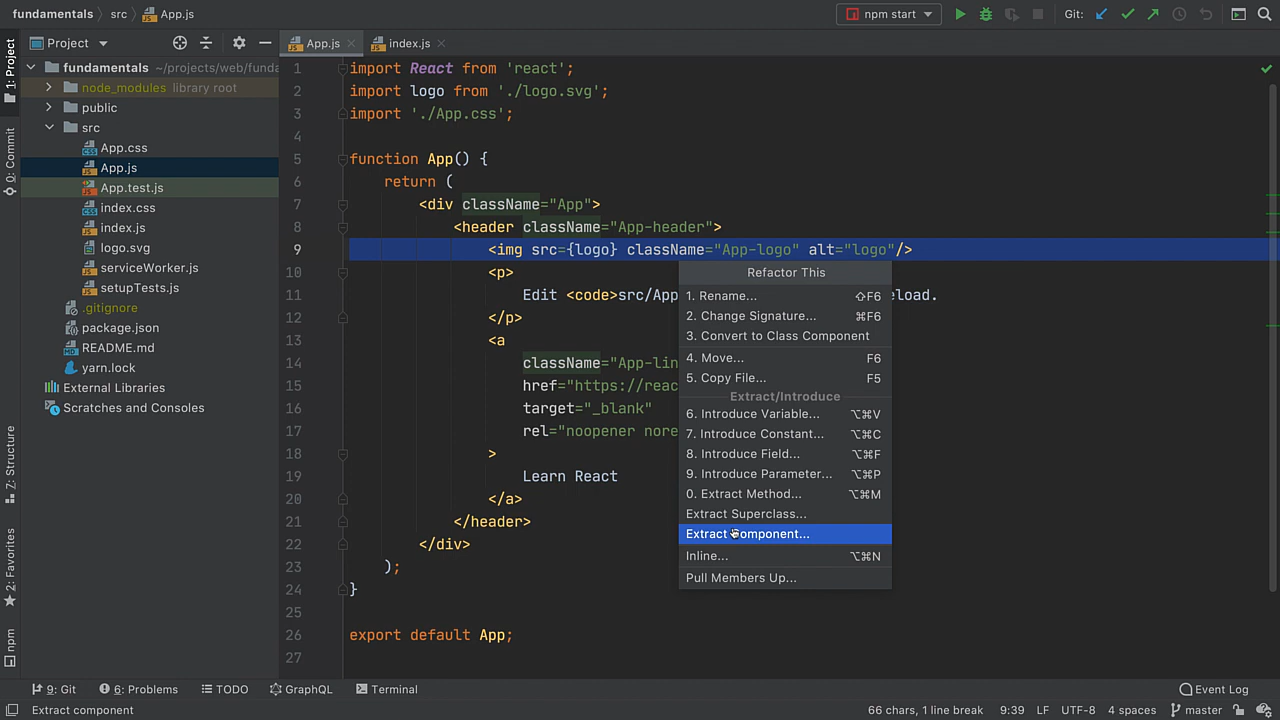 fundamentals › src › App.js
npm start
Git:
Project
App.js
index.js
1: Project
0: Commit
Z: Structure
2: Favorites
npm
fundamentals ~/projects/web/funda
node_modules library root
public
src
App.css
App.js
App.test.js
index.css
index.js
logo.svg
serviceWorker.js
setupTests.js
.gitignore
package.json
README.md
yarn.lock
External Libraries
Scratches and Consoles
1 import React from 'react';
2 import logo from './logo.svg';
3 import './App.css';
4
5 function App() {
6 return (
7 <div className="App">
8 <header className="App-header">
9 <img src={logo} className="App-logo" alt="logo"/>
10 <p>
11 Edit <code>src/App load.
12 </p>
13 <a
14 className="App-lin
15 href="https://reac
16 target="_blank"
17 rel="noopener nore
18 >
19 Learn React
20 </a>
21 </header>
22 </div>
23 );
24 }
25
26 export default App;
27
Refactor This
1. Rename... ⇧F6
2. Change Signature... ⌘F6
3. Convert to Class Component
4. Move... F6
5. Copy File... F5
Extract/Introduce
6. Introduce Variable... ⌥⌘V
7. Introduce Constant... ⌥⌘C
8. Introduce Field... ⌥⌘F
9. Introduce Parameter... ⌥⌘P
0. Extract Method... ⌥⌘M
Extract Superclass...
Extract Component...
Inline... ⌥⌘N
Pull Members Up...
9: Git
6: Problems
TODO
GraphQL
Terminal
Event Log
Extract component
66 chars, 1 line break 9:39 LF UTF-8 4 spaces master